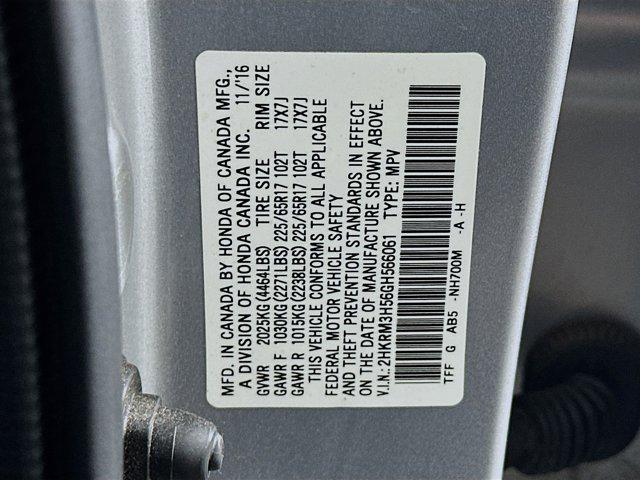 MFD. IN CANADA BY HONDA OF CANADA MFG.,
A DIVISION OF HONDA CANADA INC. 11/'16
GVWR 2025KG(4464LBS) TIRE SIZE RIM SIZE
GAWR F 1030KG(2271LBS) 225/65R17 102T 17X7J
GAWR R 1015KG(2238LBS) 225/65R17 102T 17X7J
THIS VEHICLE CONFORMS TO ALL APPLICABLE
FEDERAL MOTOR VEHICLE SAFETY
AND THEFT PREVENTION STANDARDS IN EFFECT
ON THE DATE OF MANUFACTURE SHOWN ABOVE.
V.I.N.: 2HKRM3H56GH566061 TYPE: MPV
TFF G AB5 -NH700M -A -H